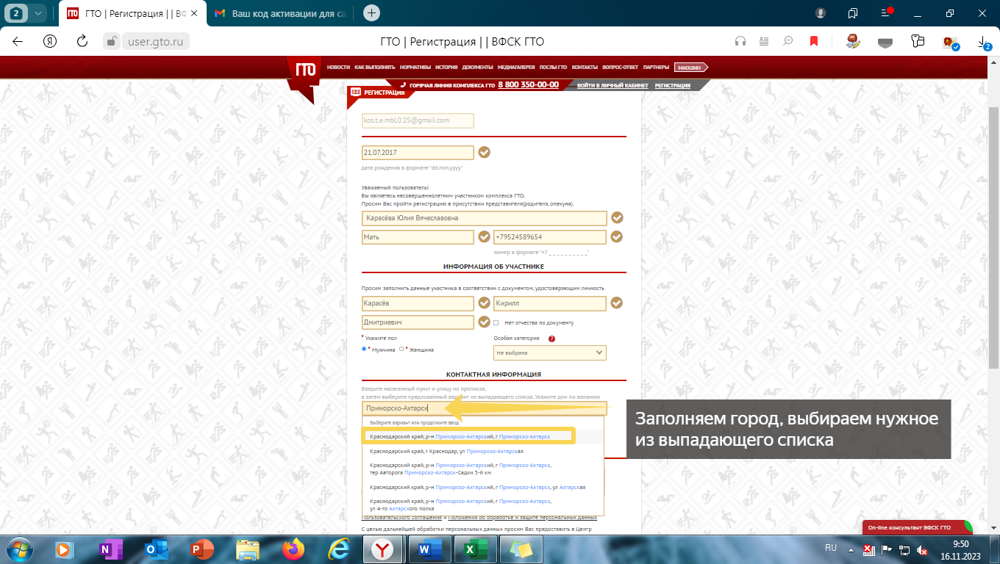 2
ГТО | Регистрация | | ВФСК ГТО
Ваш код активации для са
user.gto.ru
ГТО | Регистрация | | ВФСК ГТО
2
ГТО
НОВОСТИ КАК ВЫПОЛНЯТЬ НОРМАТИВЫ ИСТОРИЯ ДОКУМЕНТЫ МЕДИАГАЛЕРЕЯ ПОСЛЫ ГТО КОНТАКТЫ ВОПРОС-ОТВЕТ ПАРТНЕРЫ МАГАЗИН
ГОРЯЧАЯ ЛИНИЯ КОМПЛЕКСА ГТО 8 800 350-00-00 ВОЙТИ В ЛИЧНЫЙ КАБИНЕТ РЕГИСТРАЦИЯ
РЕГИСТРАЦИЯ
kos.t.e.mbl.0.25@gmail.com
21.07.2017
дата рождения в формате "dd.mm.yyyy"
Уважаемый пользователь!
Вы являетесь несовершеннолетним участником комплекса ГТО.
Просим Вас пройти регистрацию в присутствии представителя(родителя, опекуна).
Карасёва Юлия Вячеславовна
Мать +79524589654
номер в формате "+7 _ _ _ _ _ _ _ _ _ _"
ИНФОРМАЦИЯ ОБ УЧАСТНИКЕ
Просим заполнить данные участника в соответствии с документом, удостоверяющим личность
Карасёв Кирилл
Дмитриевич Нет отчества по документу
* Укажите пол Особая категория ?
* Мужчина * Женщина Не выбрана
КОНТАКТНАЯ ИНФОРМАЦИЯ
Введите населенный пункт и улицу по прописке,
а затем выберите предложенный вариант из выпадающего списка. Укажите дом по желанию
Приморско-Ахтарск
Выберите вариант или продолжите ввод
Краснодарский край, р-н Приморско-Ахтарский, г Приморско-Ахтарск
Краснодарский край, г Краснодар, ул Приморско-Ахтарская
Краснодарский край, р-н Приморско-Ахтарский, г Приморско-Ахтарск,
тер Авторога Приморско-Ахтарск-Садки 3-й км
Краснодарский край, р-н Приморско-Ахтарский, г Приморско-Ахтарск, ул Ахтарская
Краснодарский край, р-н Приморско-Ахтарский, г Приморско-Ахтарск,
ул 4-го Ахтарского полка
Заполняем город, выбираем нужное
из выпадающего списка
Пользовательского соглашения и Положения об обработке и защите персональных данных
С целью дальнейшей обработки персональных данных просим Вас предоставить в Центр
On-line консультант ВФСК ГТО
RU
9:50
16.11.2023